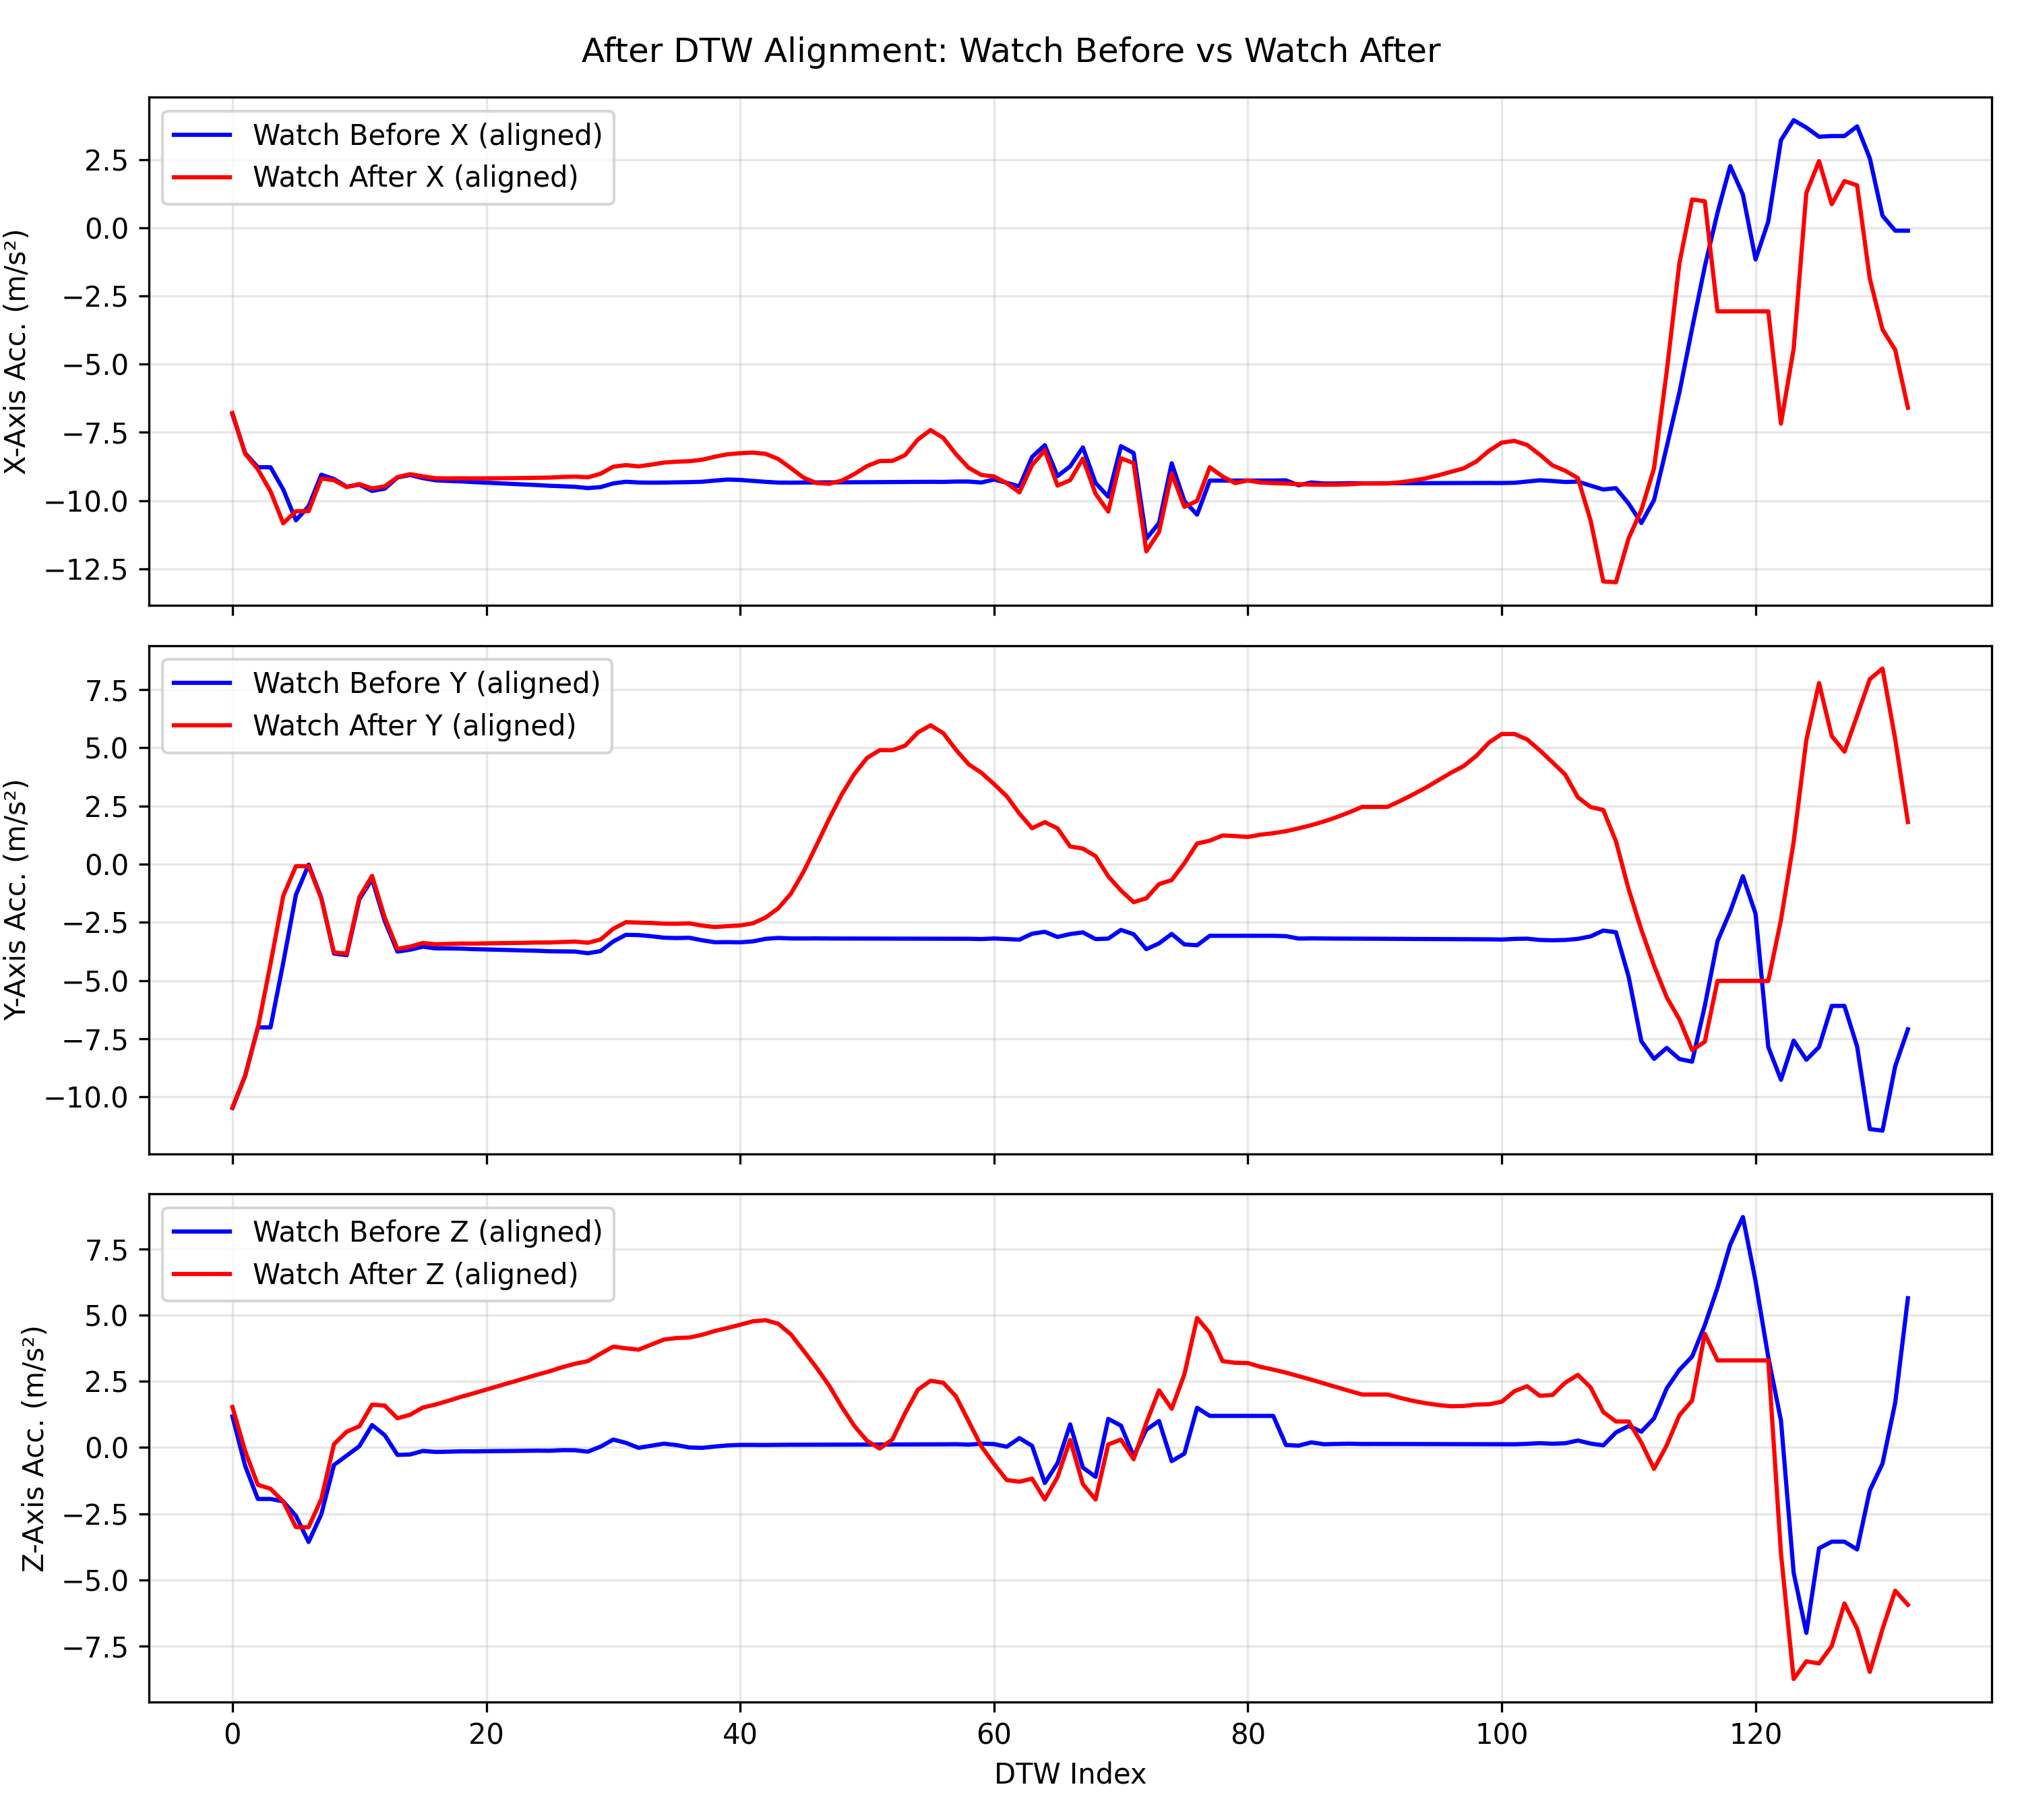 After DTW Alignment: Watch Before vs Watch After
Watch Before X (aligned)
Watch After X (aligned)
X-Axis Acc. (m/s²)
2.5
0.0
−2.5
−5.0
−7.5
−10.0
−12.5
Watch Before Y (aligned)
Watch After Y (aligned)
Y-Axis Acc. (m/s²)
7.5
5.0
2.5
0.0
−2.5
−5.0
−7.5
−10.0
Watch Before Z (aligned)
Watch After Z (aligned)
Z-Axis Acc. (m/s²)
7.5
5.0
2.5
0.0
−2.5
−5.0
−7.5
0 20 40 60 80 100 120
DTW Index